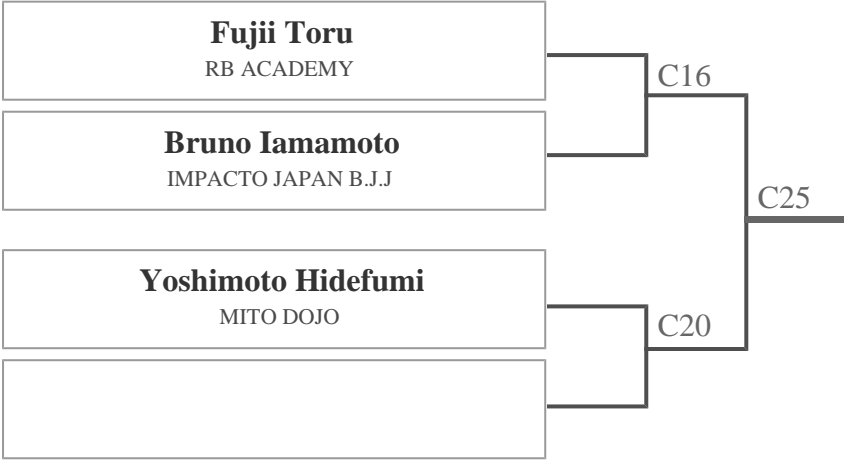 Fujii Toru
RB ACADEMY
C16
Bruno Iamamoto
IMPACTO JAPAN B.J.J
C25
Yoshimoto Hidefumi
MITO DOJO
C20